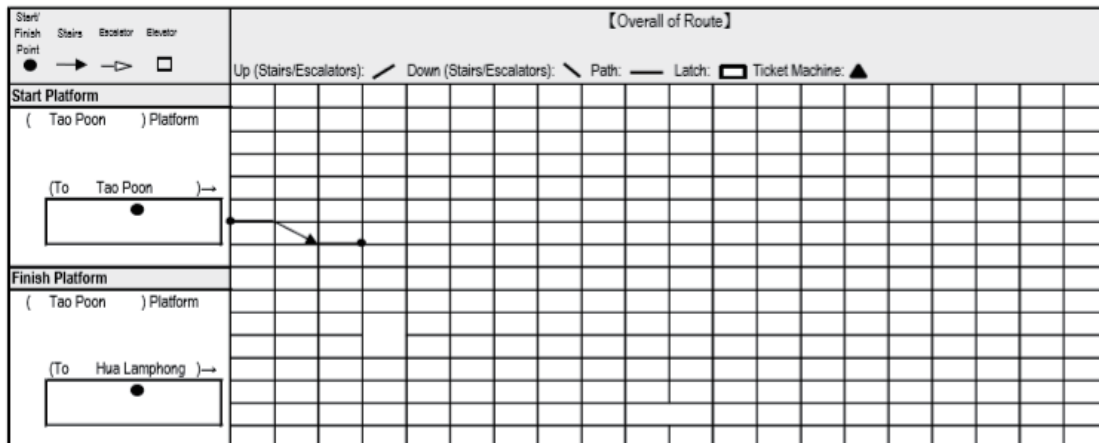 Start/
Finish Stairs Escalator Elevator
Point
【Overall of Route】
Up (Stairs/Escalators): Down (Stairs/Escalators): Path: Latch: Ticket Machine:
Start Platform
( Tao Poon ) Platform
(To Tao Poon )→
Finish Platform
( Tao Poon ) Platform
(To Hua Lamphong )→